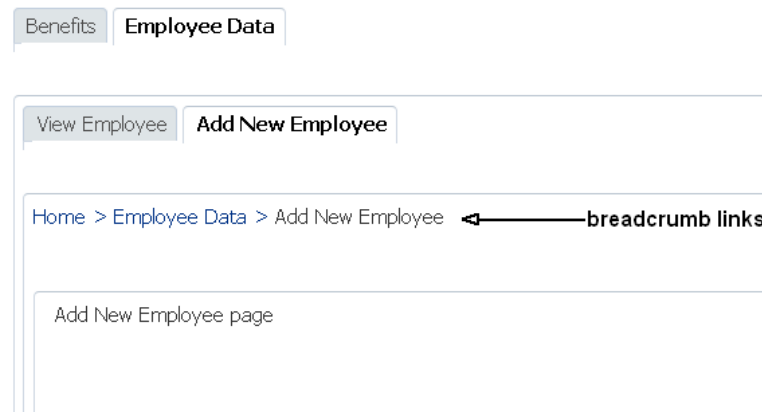 Benefits Employee Data
View Employee Add New Employee
Home > Employee Data > Add New Employee breadcrumb links
Add New Employee page